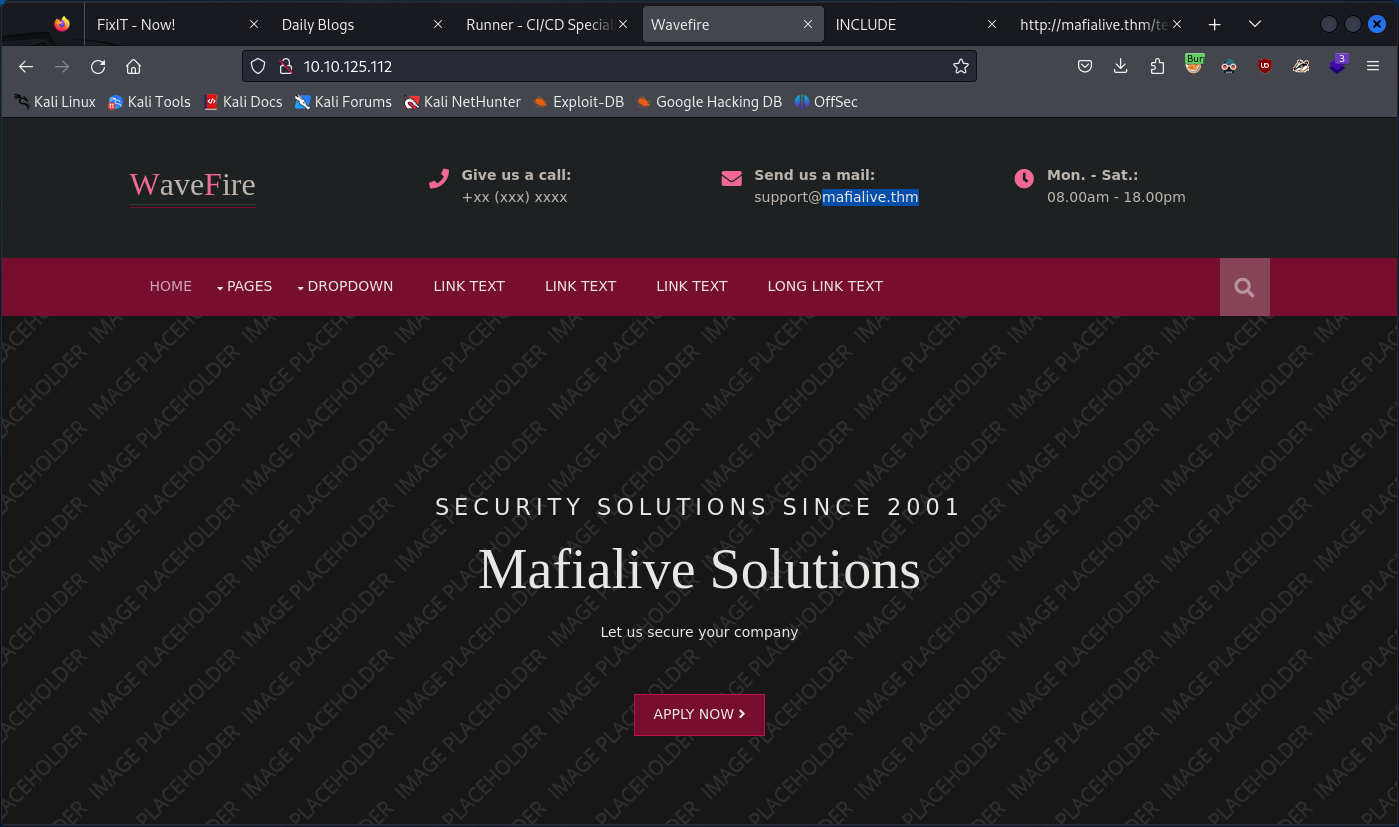 FixIT - Now!
Daily Blogs
Runner - CI/CD Special
Wavefire
INCLUDE
http://mafialive.thm/te
10.10.125.112
Burr
3
Kali Linux
Kali Tools
Kali Docs
Kali Forums
Kali NetHunter
Exploit-DB
Google Hacking DB
OffSec
WaveFire
Give us a call:
+xx (xxx) xxxx
Send us a mail:
support@mafialive.thm
Mon. - Sat.:
08.00am - 18.00pm
HOME
PAGES
DROPDOWN
LINK TEXT
LINK TEXT
LINK TEXT
LONG LINK TEXT
IMAGE PLACEHOLDER
SECURITY SOLUTIONS SINCE 2001
Mafialive Solutions
Let us secure your company
APPLY NOW